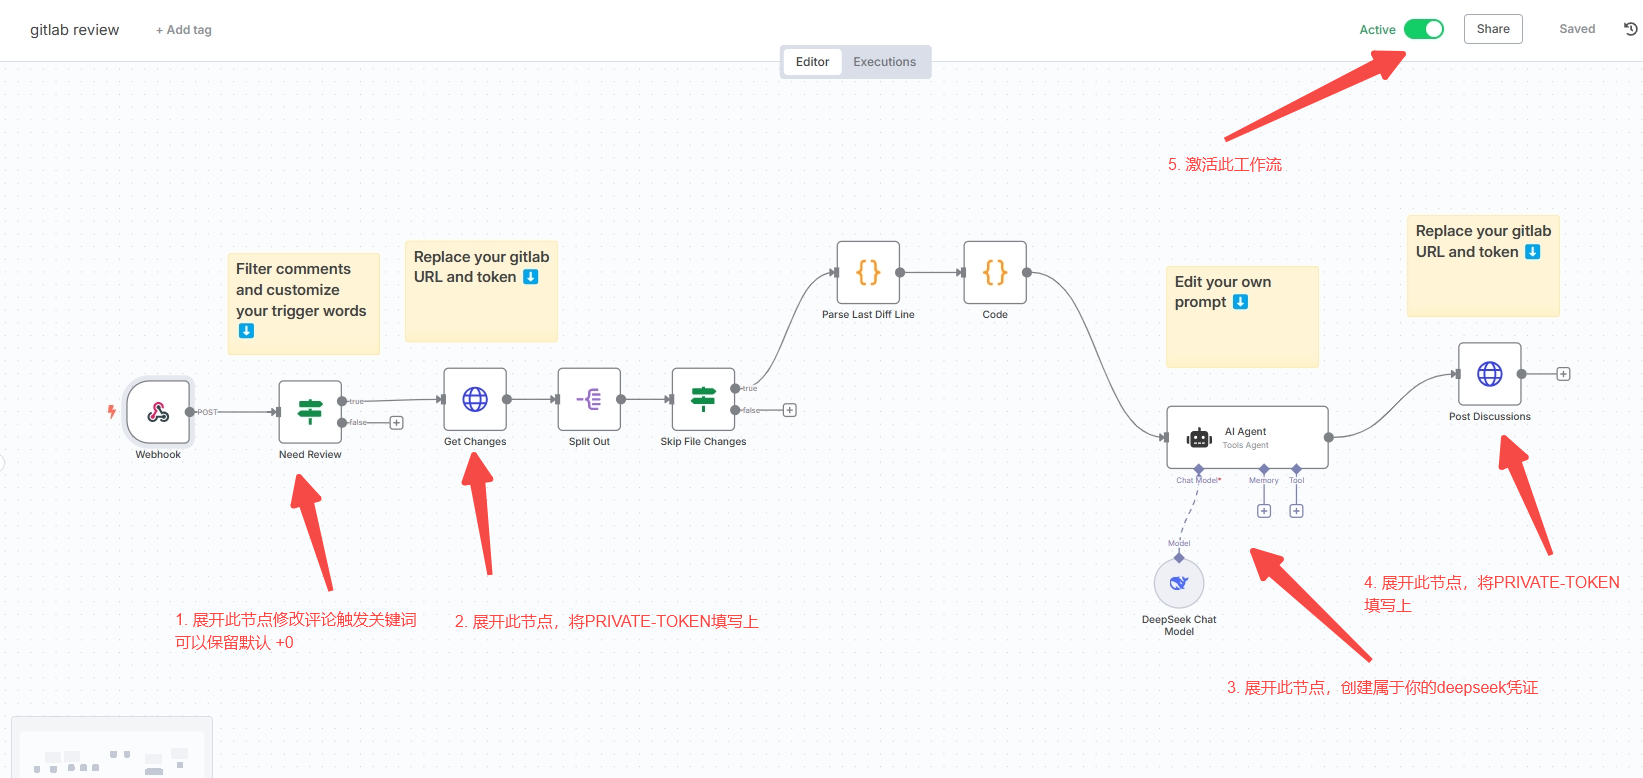 gitlab review
+ Add tag
Active
Share
Saved
Editor
Executions
5. 激活此工作流
Filter comments
and customize
your trigger words
⬇️
Replace your gitlab
URL and token ⬇️
Edit your own
prompt ⬇️
Replace your gitlab
URL and token ⬇️
Parse Last Diff Line
Code
Webhook
POST
Need Review
true
false
Get Changes
Split Out
Skip File Changes
true
false
AI Agent
Tools Agent
Chat Model*
Memory
Tool
Model
DeepSeek Chat
Model
Post Discussions
1. 展开此节点修改评论触发关键词
可以保留默认 +0
2. 展开此节点，将PRIVATE-TOKEN填写上
3. 展开此节点，创建属于你的deepseek凭证
4. 展开此节点，将PRIVATE-TOKEN
填写上